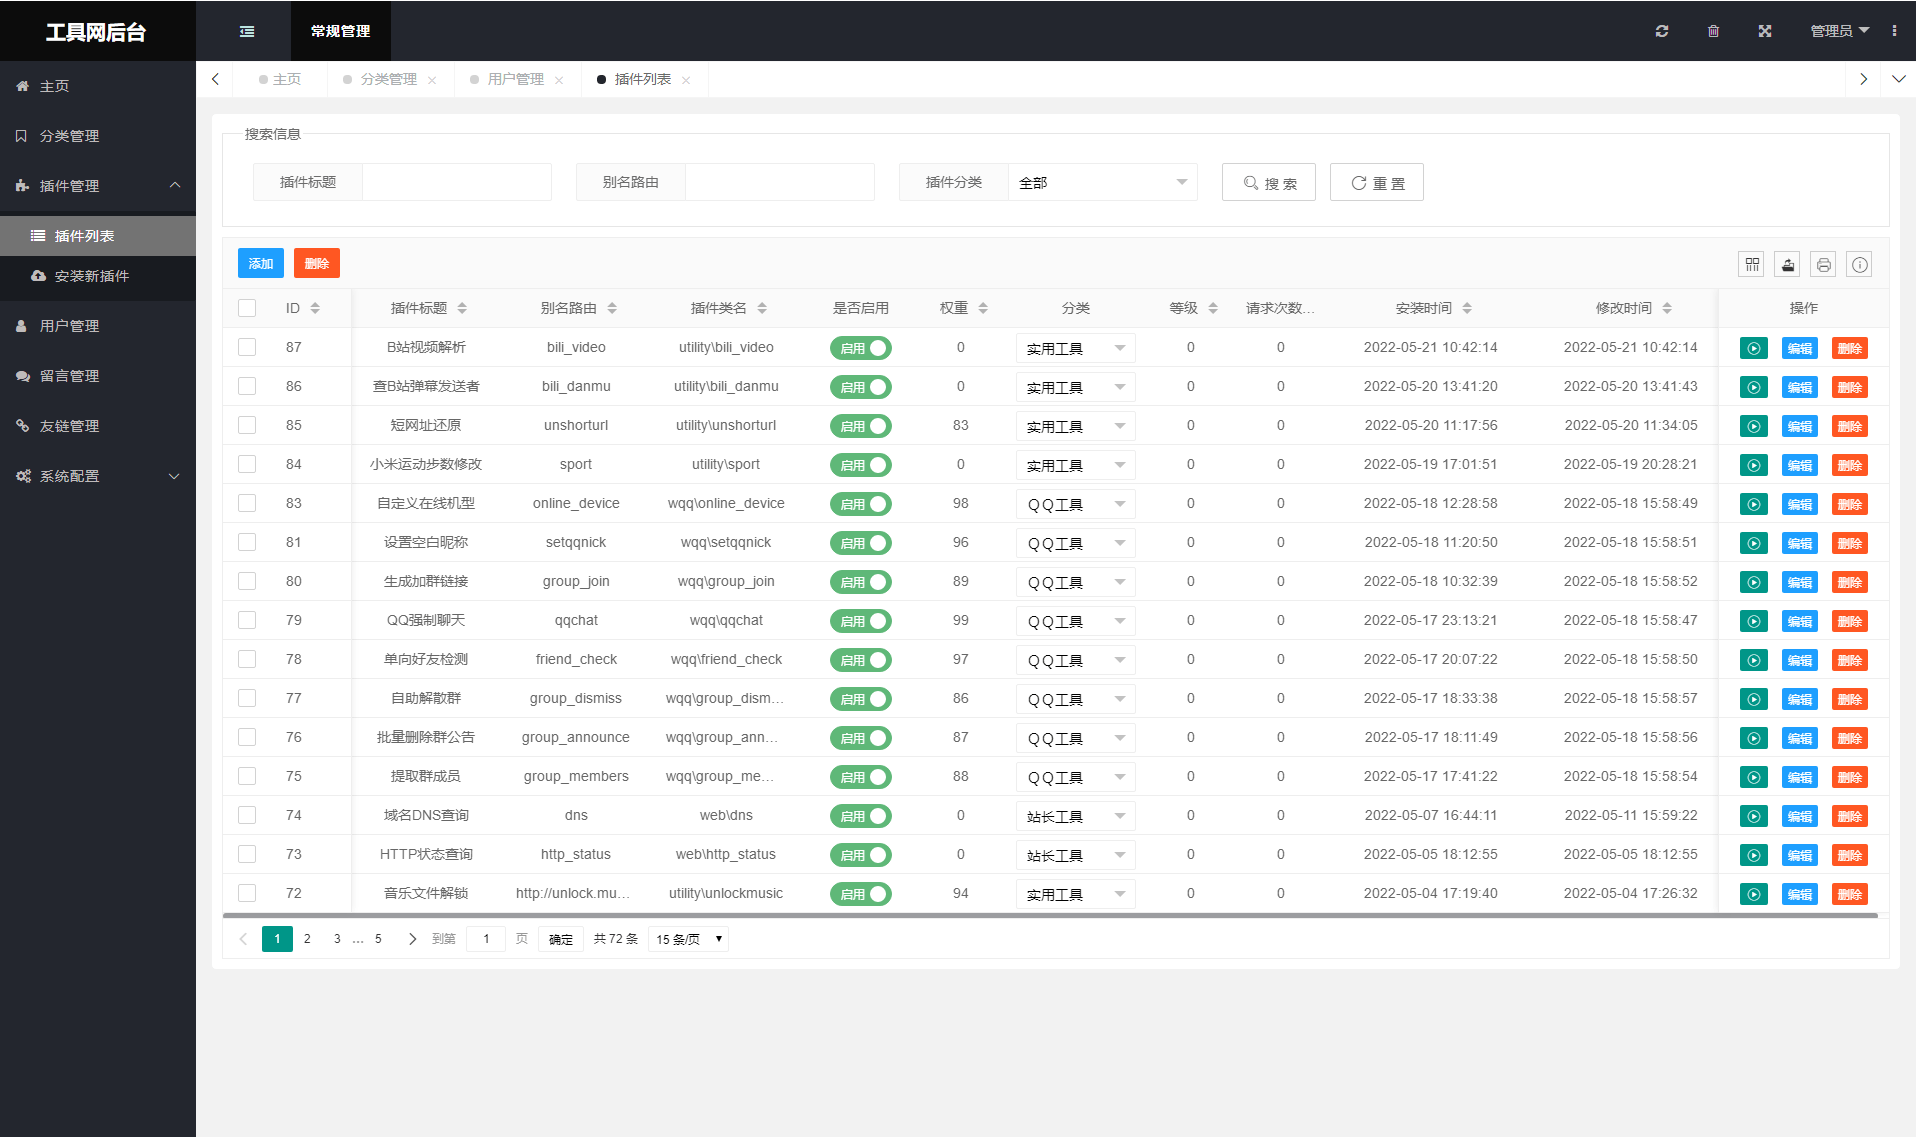 工具网后台
常规管理
管理员
主页
分类管理
插件管理
插件列表
安装新插件
用户管理
留言管理
友链管理
系统配置
主页 分类管理 用户管理 插件列表
搜索信息
插件标题 别名路由 插件分类 全部 搜 索 重 置
添加 删除
ID 插件标题 别名路由 插件类名 是否启用 权重 分类 等级 请求次数... 安装时间 修改时间 操作
87 B站视频解析 bili_video utility\bili_video 启用 0 实用工具 0 0 2022-05-21 10:42:14 2022-05-21 10:42:14 编辑 删除
86 查B站弹幕发送者 bili_danmu utility\bili_danmu 启用 0 实用工具 0 0 2022-05-20 13:41:20 2022-05-20 13:41:43 编辑 删除
85 短网址还原 unshorturl utility\unshorturl 启用 83 实用工具 0 0 2022-05-20 11:17:56 2022-05-20 11:34:05 编辑 删除
84 小米运动步数修改 sport utility\sport 启用 0 实用工具 0 0 2022-05-19 17:01:51 2022-05-19 20:28:21 编辑 删除
83 自定义在线机型 online_device wqq\online_device 启用 98 ＱＱ工具 0 0 2022-05-18 12:28:58 2022-05-18 15:58:49 编辑 删除
81 设置空白昵称 setqqnick wqq\setqqnick 启用 96 ＱＱ工具 0 0 2022-05-18 11:20:50 2022-05-18 15:58:51 编辑 删除
80 生成加群链接 group_join wqq\group_join 启用 89 ＱＱ工具 0 0 2022-05-18 10:32:39 2022-05-18 15:58:52 编辑 删除
79 QQ强制聊天 qqchat wqq\qqchat 启用 99 ＱＱ工具 0 0 2022-05-17 23:13:21 2022-05-18 15:58:47 编辑 删除
78 单向好友检测 friend_check wqq\friend_check 启用 97 ＱＱ工具 0 0 2022-05-17 20:07:22 2022-05-18 15:58:50 编辑 删除
77 自助解散群 group_dismiss wqq\group_dism... 启用 86 ＱＱ工具 0 0 2022-05-17 18:33:38 2022-05-18 15:58:57 编辑 删除
76 批量删除群公告 group_announce wqq\group_ann... 启用 87 ＱＱ工具 0 0 2022-05-17 18:11:49 2022-05-18 15:58:56 编辑 删除
75 提取群成员 group_members wqq\group_me... 启用 88 ＱＱ工具 0 0 2022-05-17 17:41:22 2022-05-18 15:58:54 编辑 删除
74 域名DNS查询 dns web\dns 启用 0 站长工具 0 0 2022-05-07 16:44:11 2022-05-11 15:59:22 编辑 删除
73 HTTP状态查询 http_status web\http_status 启用 0 站长工具 0 0 2022-05-05 18:12:55 2022-05-05 18:12:55 编辑 删除
72 音乐文件解锁 http://unlock.mu... utility\unlockmusic 启用 94 实用工具 0 0 2022-05-04 17:19:40 2022-05-04 17:26:32 编辑 删除
1 2 3 ... 5 到第 1 页 确定 共 72 条 15 条/页